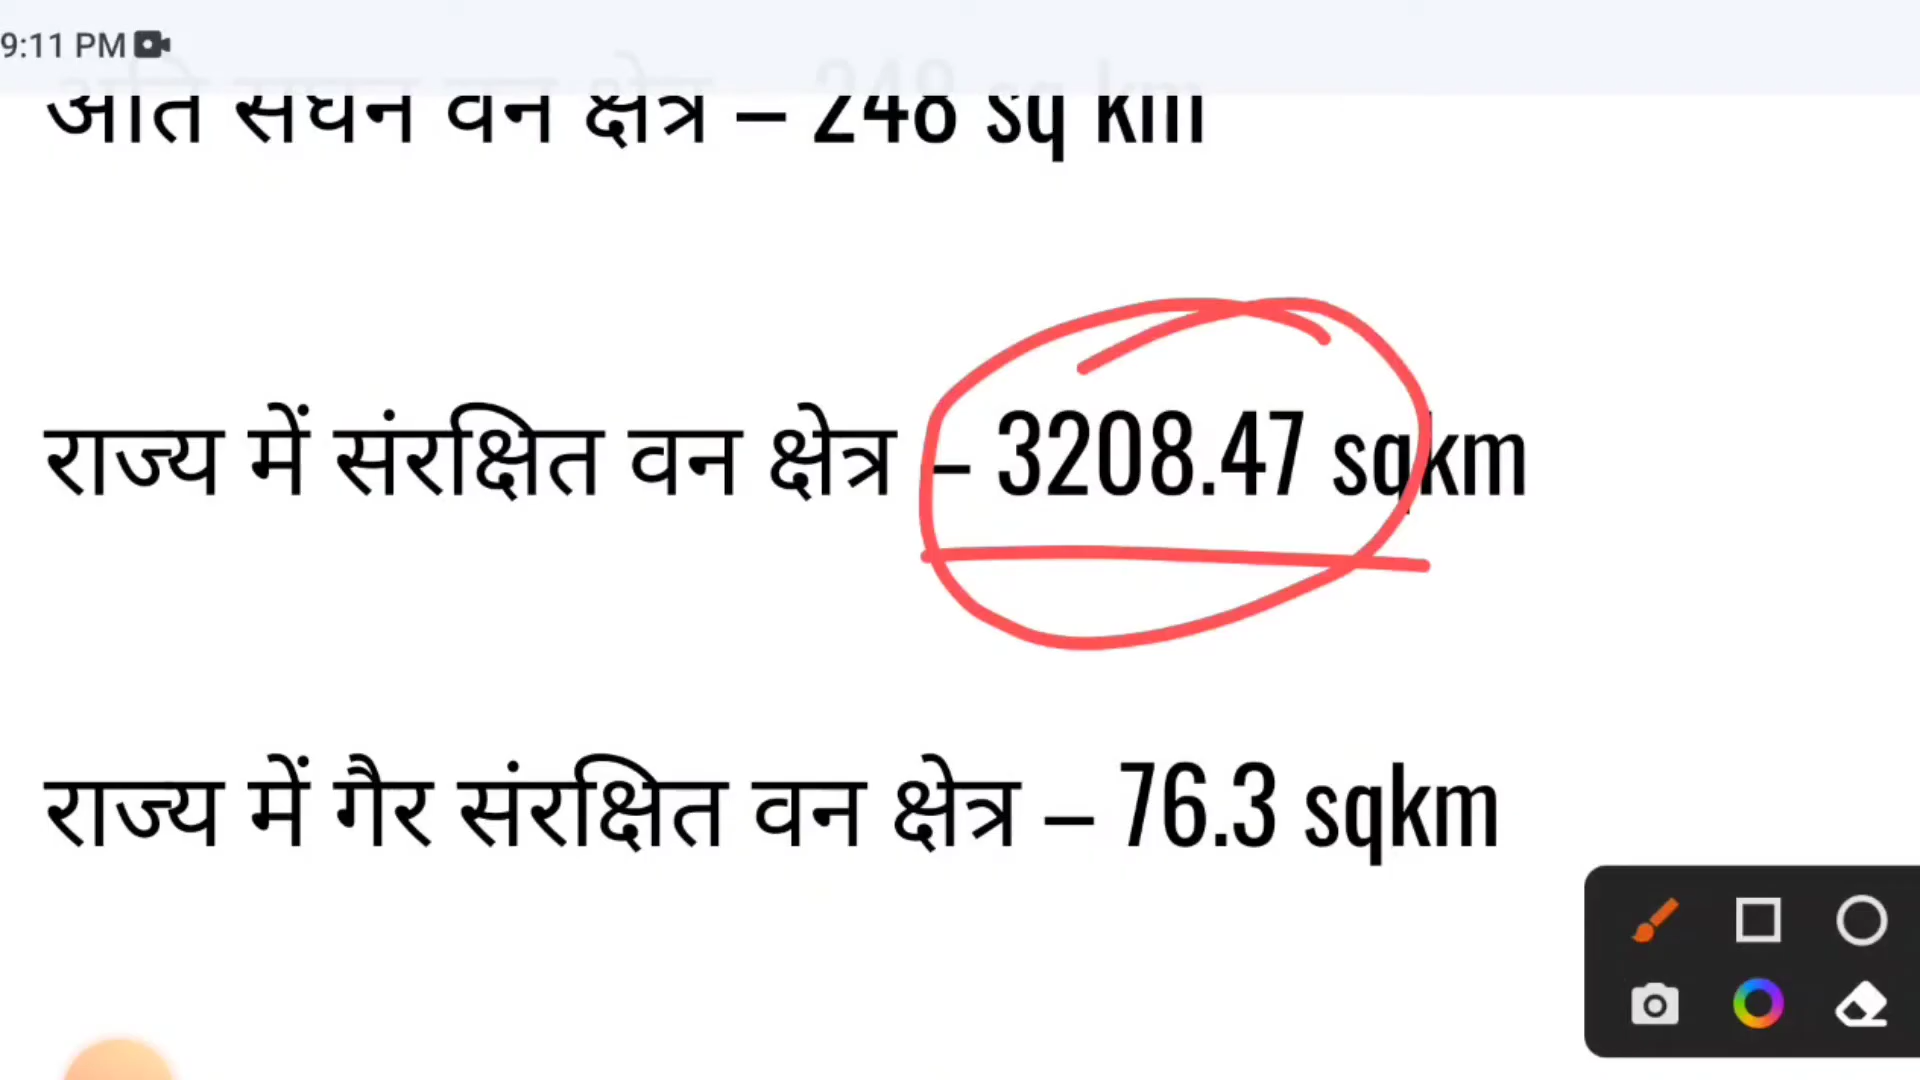 9:11 PM
अति सघन वन क्षेत्र – 248 sq km
राज्य में संरक्षित वन क्षेत्र – 3208.47 sqkm
राज्य में गैर संरक्षित वन क्षेत्र – 76.3 sqkm